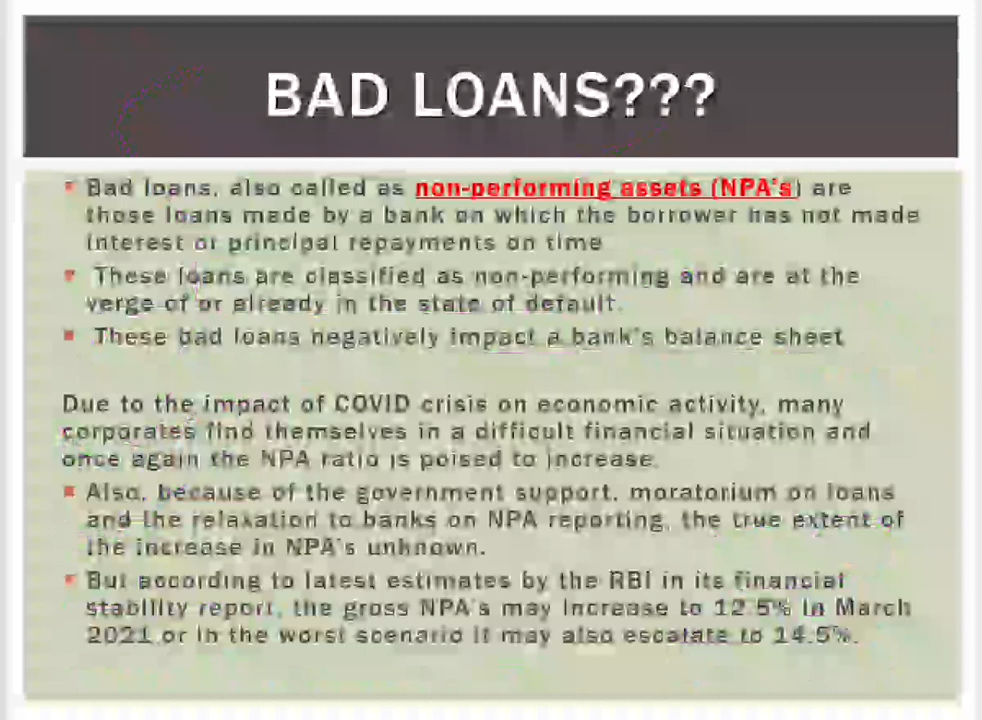 BAD LOANS???
Bad loans, also called as non-performing assets (NPA's) are
those loans made by a bank on which the borrower has not made
interest or principal repayments on time
These loans are classified as non-performing and are at the
verge of or already in the state of default.
These bad loans negatively impact a bank's balance sheet
Due to the impact of COVID crisis on economic activity, many
corporates find themselves in a difficult financial situation and
once again the NPA ratio is poised to increase.
Also, because of the government support, moratorium on loans
and the relaxation to banks on NPA reporting, the true extent of
the increase in NPA's unknown.
But according to latest estimates by the RBI in its financial
stability report, the gross NPA's may increase to 12.5% in March
2021 or in the worst scenario it may also escalate to 14.5%.